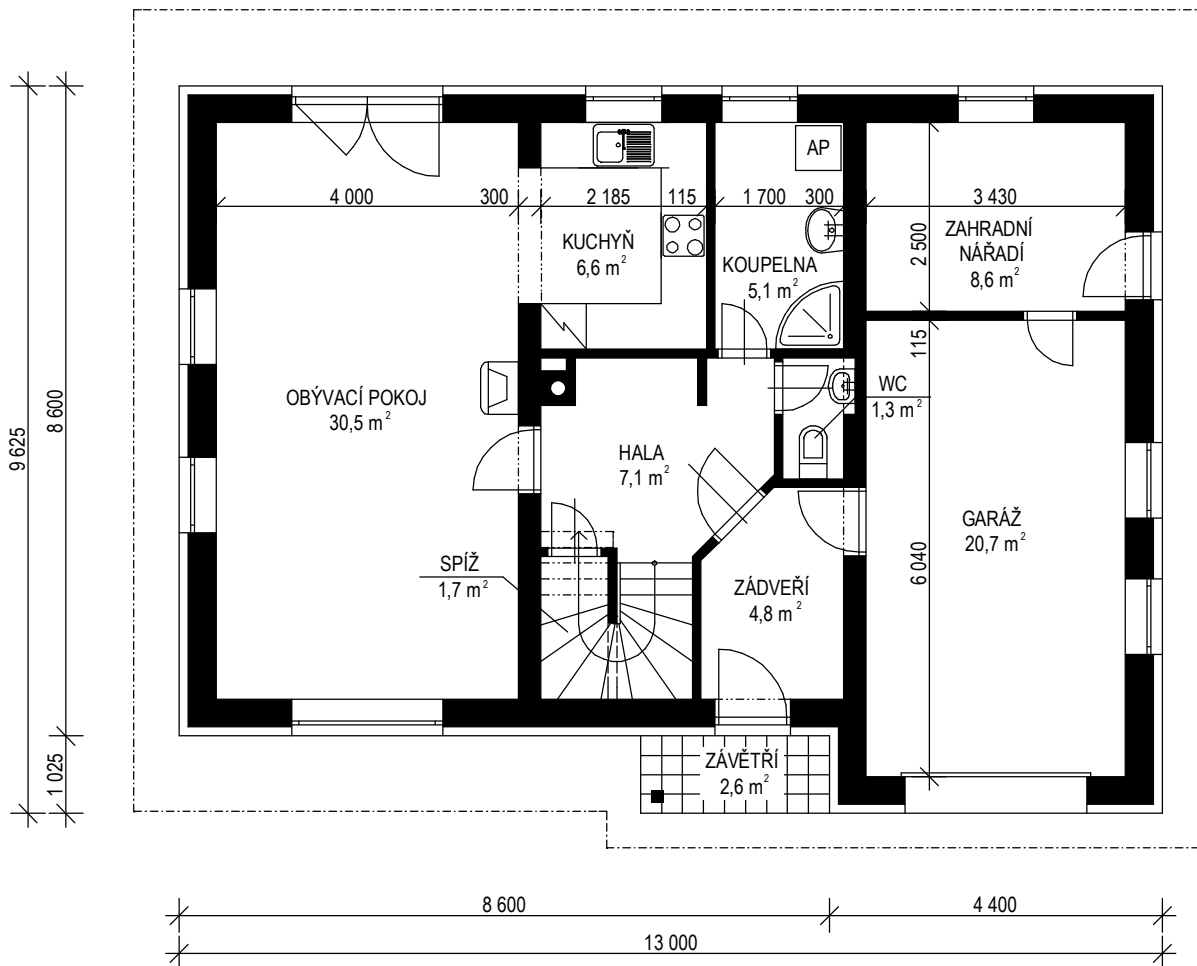 AP
4 000
300
2 185
115
1 700
300
3 430
2 500
KUCHYŇ
6,6 m²
KOUPELNA
5,1 m²
ZAHRADNÍ
NÁŘADÍ
8,6 m²
115
OBÝVACÍ POKOJ
30,5 m²
WC
1,3 m²
HALA
7,1 m²
GARÁŽ
20,7 m²
6 040
SPÍŽ
1,7 m²
ZÁDVEŘÍ
4,8 m²
ZÁVĚTŘÍ
2,6 m²
9 625
8 600
1 025
8 600
4 400
13 000